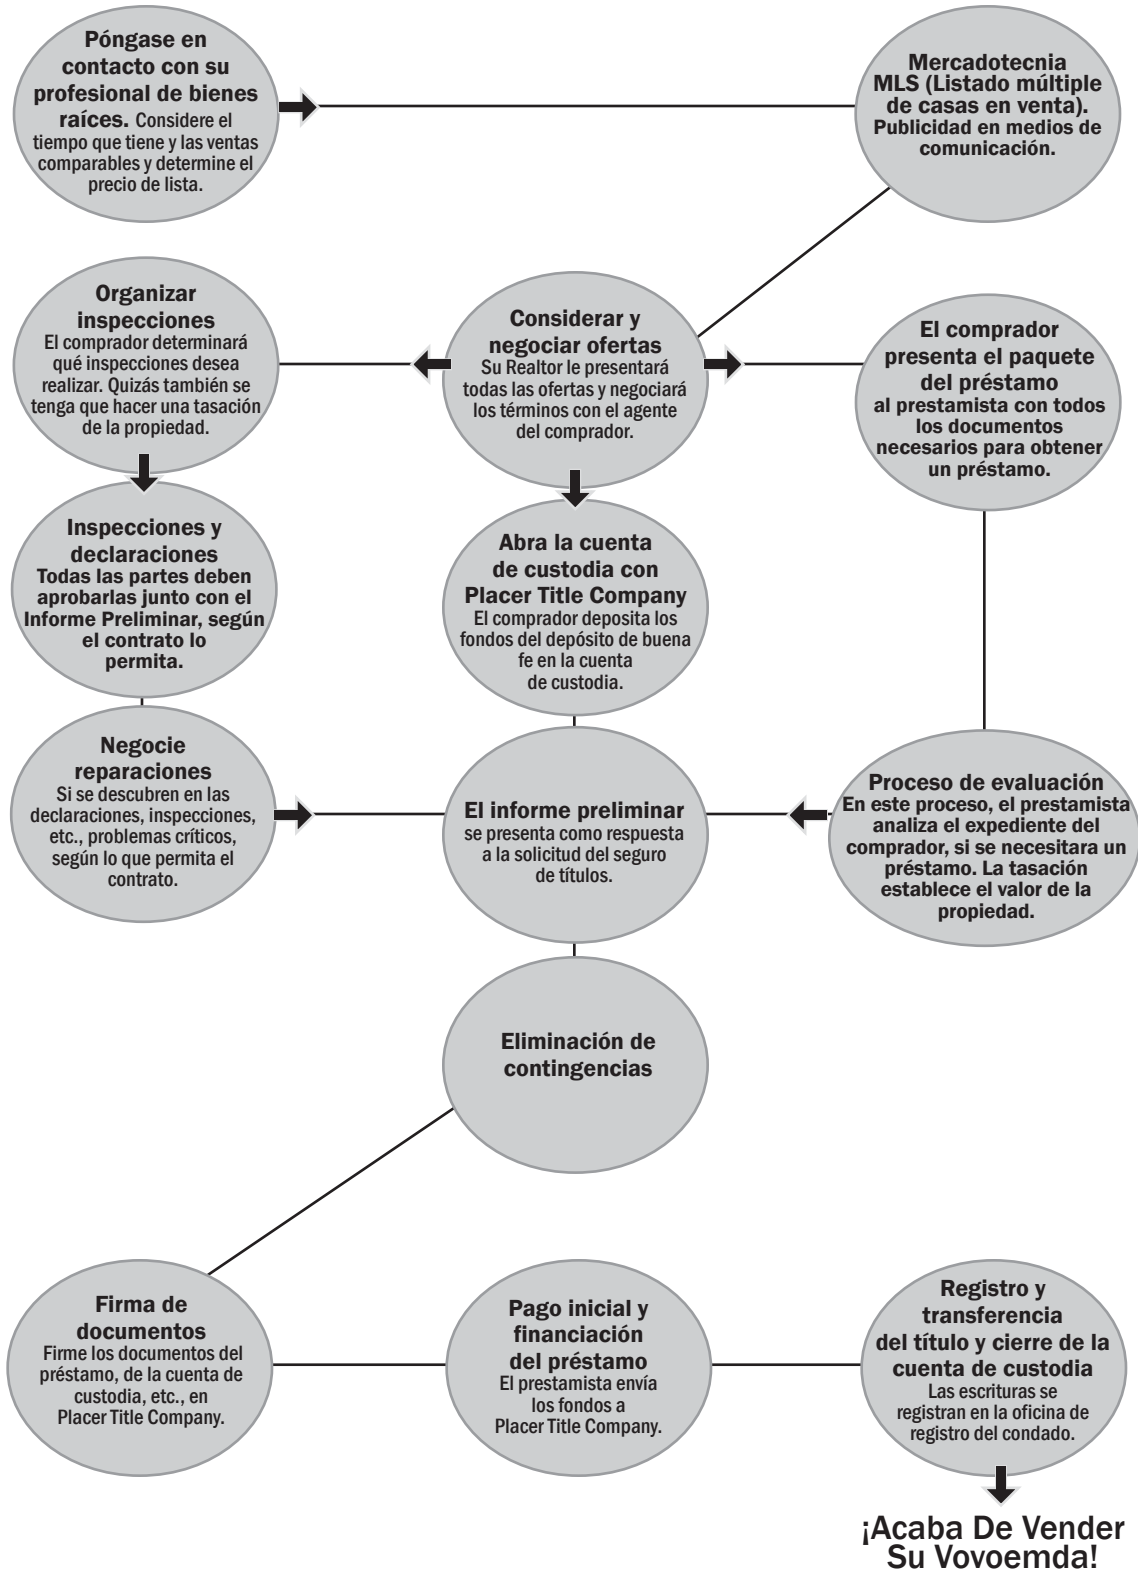 Póngase en
contacto con su
profesional de bienes
raíces. Considere el
tiempo que tiene y las ventas
comparables y determine el
precio de lista.
Mercadotecnia
MLS (Listado múltiple
de casas en venta).
Publicidad en medios de
comunicación.
Organizar
inspecciones
El comprador determinará
qué inspecciones desea
realizar. Quizás también se
tenga que hacer una tasación
de la propiedad.
Considerar y
negociar ofertas
Su Realtor le presentará
todas las ofertas y negociará
los términos con el agente
del comprador.
El comprador
presenta el paquete
del préstamo
al prestamista con todos
los documentos
necesarios para obtener
un préstamo.
Inspecciones y
declaraciones
Todas las partes deben
aprobarlas junto con el
Informe Preliminar, según
el contrato lo
permita.
Abra la cuenta
de custodia con
Placer Title Company
El comprador deposita los
fondos del depósito de buena
fe en la cuenta
de custodia.
Negocie
reparaciones
Si se descubren en las
declaraciones, inspecciones,
etc., problemas críticos,
según lo que permita el
contrato.
El informe preliminar
se presenta como respuesta
a la solicitud del seguro
de títulos.
Proceso de evaluación
En este proceso, el prestamista
analiza el expediente del
comprador, si se necesitara un
préstamo. La tasación
establece el valor de la
propiedad.
Eliminación de
contingencias
Firma de
documentos
Firme los documentos del
préstamo, de la cuenta de
custodia, etc., en
Placer Title Company.
Pago inicial y
financiación
del préstamo
El prestamista envía
los fondos a
Placer Title Company.
Registro y
transferencia
del título y cierre de la
cuenta de custodia
Las escrituras se
registran en la oficina de
registro del condado.
¡Acaba De Vender
Su Vovoemda!